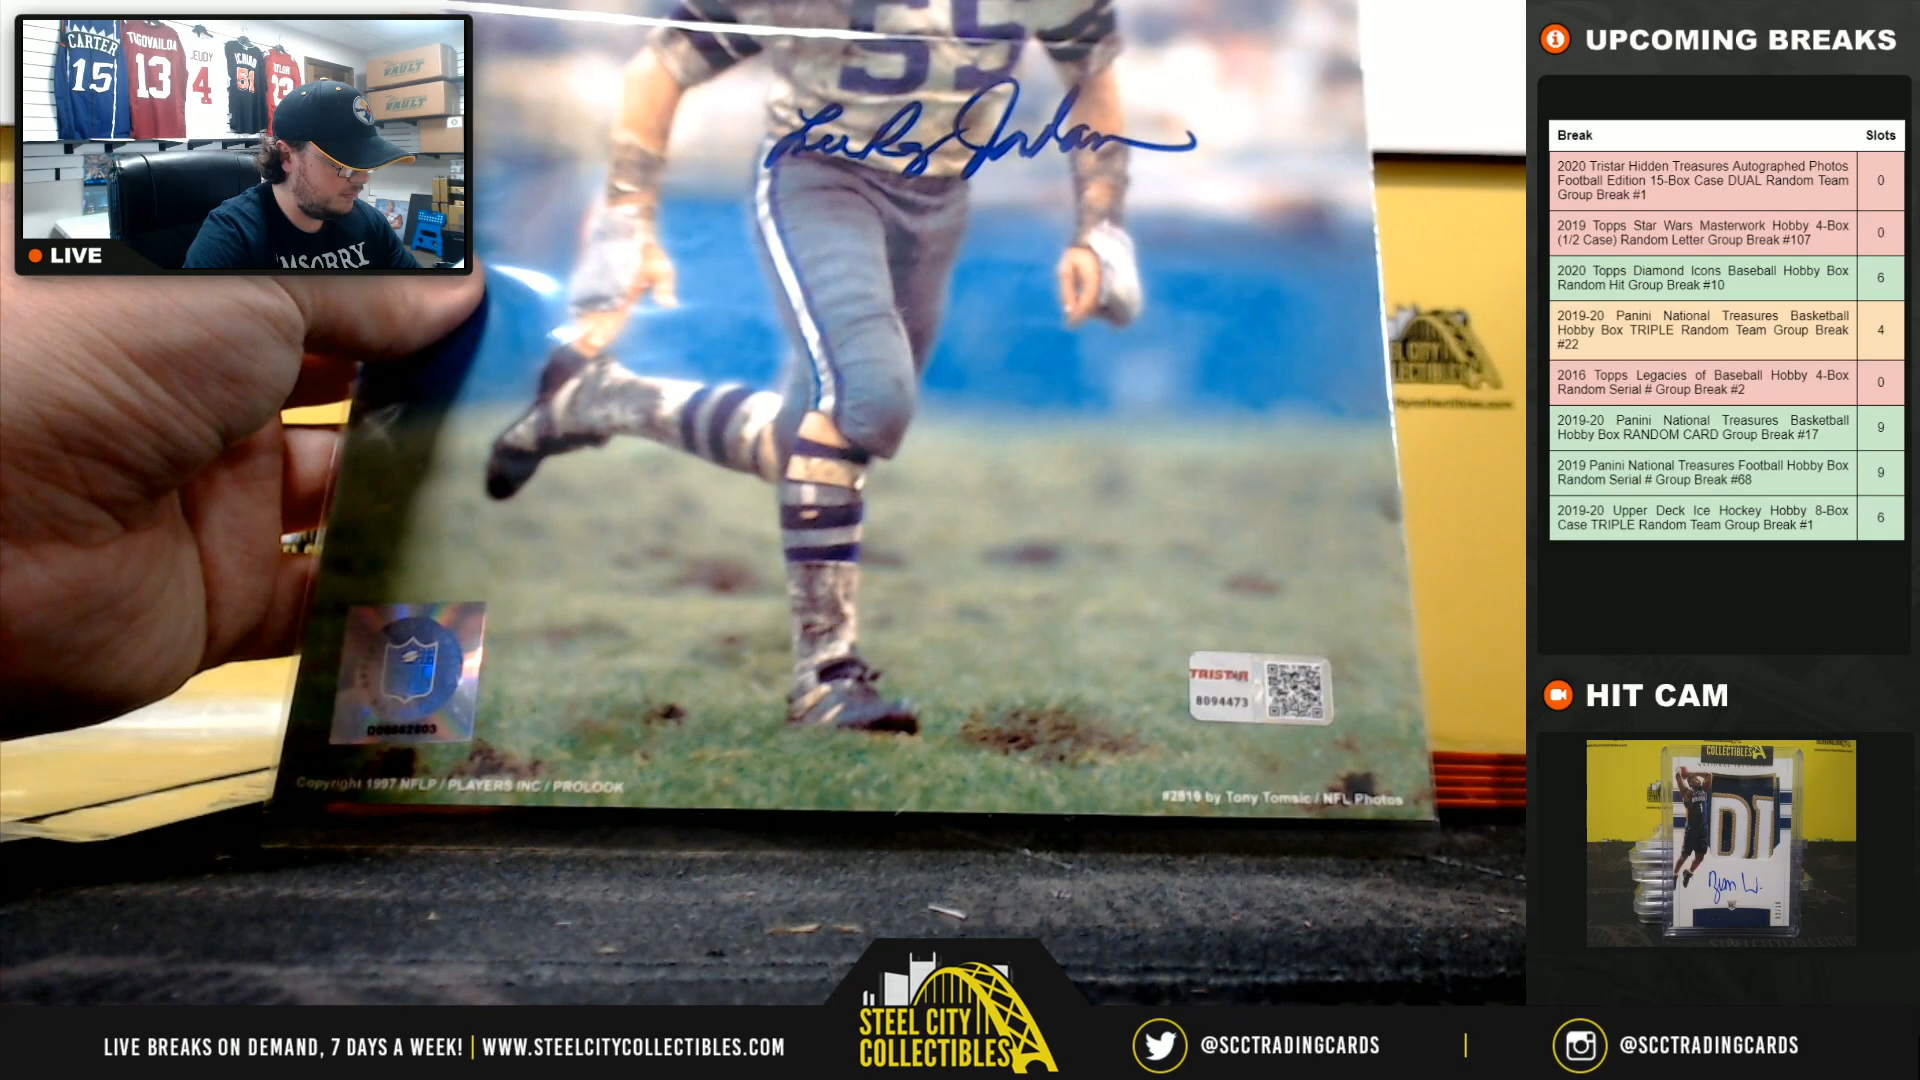 CARTER
15
TAGOVAILOA
13
JEUDY
4
51
VAULT
VAULT
LIVE
55
Lee Roy Jordan
TRISTAR
8094473
Copyright 1997 NFLP / PLAYERS INC / PROLOOK
#2819 by Tony Tomsic / NFL Photos
UPCOMING BREAKS
Break Slots
2020 Tristar Hidden Treasures Autographed Photos
Football Edition 15-Box Case DUAL Random Team
Group Break #1
0
2019 Topps Star Wars Masterwork Hobby 4-Box
(1/2 Case) Random Letter Group Break #107
0
2020 Topps Diamond Icons Baseball Hobby Box
Random Hit Group Break #10
6
2019-20 Panini National Treasures Basketball
Hobby Box TRIPLE Random Team Group Break
#22
4
2016 Topps Legacies of Baseball Hobby 4-Box
Random Serial # Group Break #2
0
2019-20 Panini National Treasures Basketball
Hobby Box RANDOM CARD Group Break #17
9
2019 Panini National Treasures Football Hobby Box
Random Serial # Group Break #68
9
2019-20 Upper Deck Ice Hockey Hobby 8-Box
Case TRIPLE Random Team Group Break #1
6
HIT CAM
COLLECTIBLES
LIVE BREAKS ON DEMAND, 7 DAYS A WEEK! | WWW.STEELCITYCOLLECTIBLES.COM
STEEL CITY
COLLECTIBLES
@SCCTRADINGCARDS
|
@SCCTRADINGCARDS